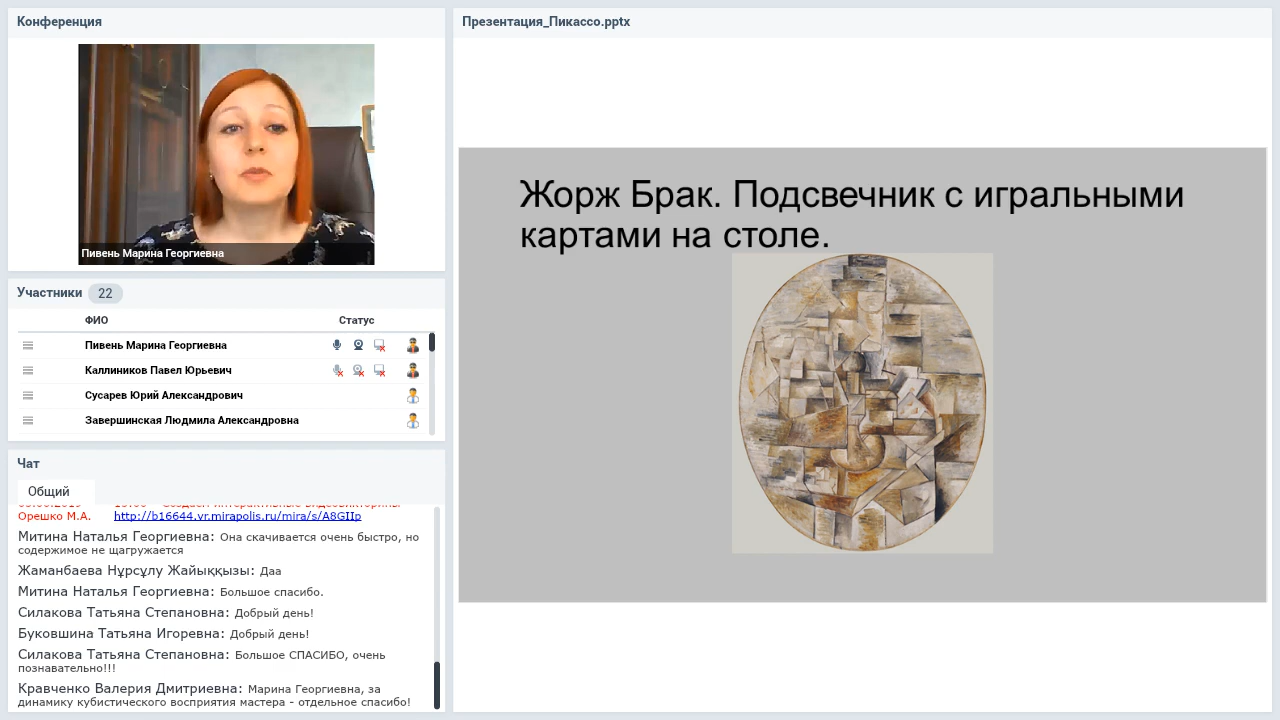 Конференция
Пивень Марина Георгиевна
Участники 22
ФИО Статус
Пивень Марина Георгиевна
Каллиников Павел Юрьевич
Сусарев Юрий Александрович
Завершинская Людмила Александровна
Чат
Общий
Орешко М.А. http://b16644.vr.mirapolis.ru/mira/s/A8GIIp
Митина Наталья Георгиевна: Она скачивается очень быстро, но
содержимое не щагружается
Жаманбаева Нұрсұлу Жайыққызы: Даа
Митина Наталья Георгиевна: Большое спасибо.
Силакова Татьяна Степановна: Добрый день!
Буковшина Татьяна Игоревна: Добрый день!
Силакова Татьяна Степановна: Большое СПАСИБО, очень
познавательно!!!
Кравченко Валерия Дмитриевна: Марина Георгиевна, за
динамику кубистического восприятия мастера - отдельное спасибо!
Презентация_Пикассо.pptx
Жорж Брак. Подсвечник с игральными
картами на столе.